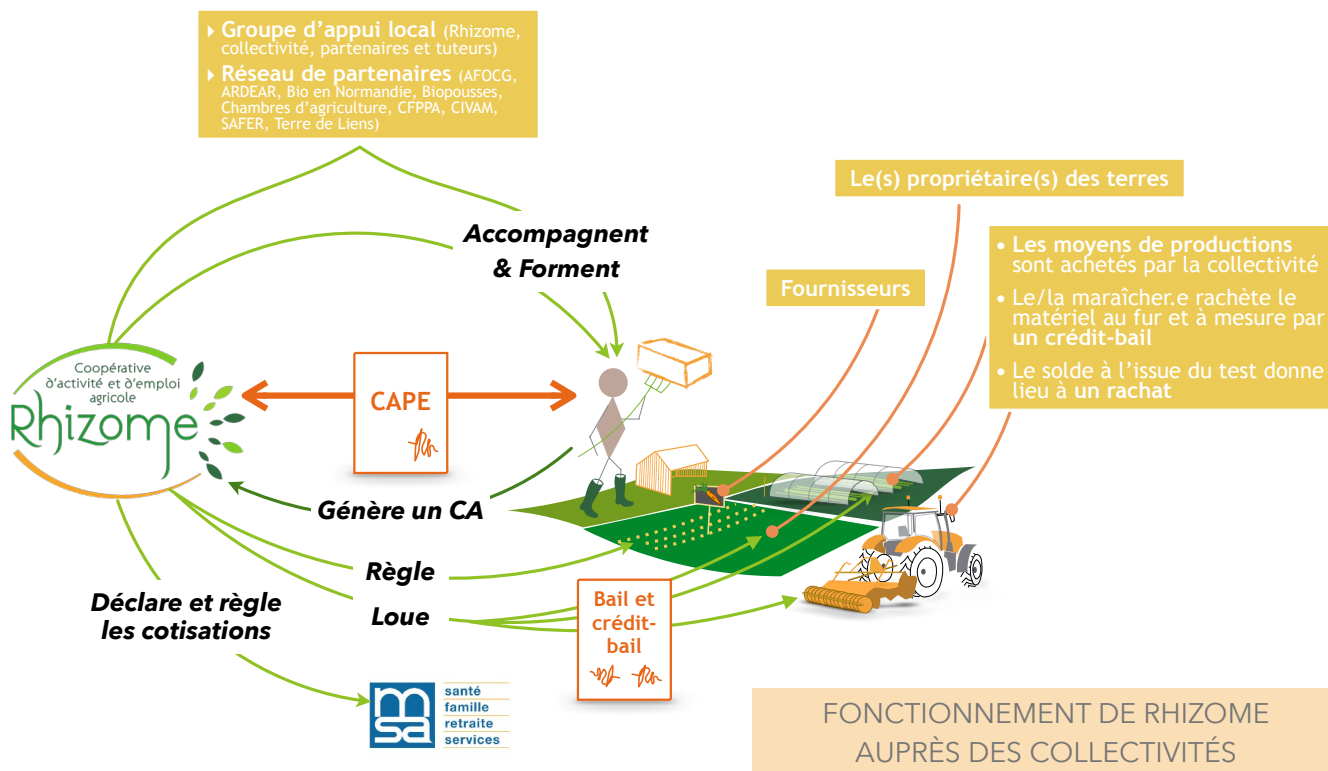 Groupe d'appui local (Rhizome,
collectivité, partenaires et tuteurs)
Réseau de partenaires (AFOCG,
ARDEAR, Bio en Normandie, Biopousses,
Chambres d'agriculture, CFPPA, CIVAM,
SAFER, Terre de Liens)
Le(s) propriétaire(s) des terres
Accompagnent
& Forment
Fournisseurs
• Les moyens de productions
sont achetés par la collectivité
• Le/la maraîcher.e rachète le
matériel au fur et à mesure par
un crédit-bail
• Le solde à l'issue du test donne
lieu à un rachat
Coopérative
d'activité et d'emploi
agricole
Rhizome
CAPE
Génère un CA
Règle
Loue
Déclare et règle
les cotisations
Bail et
crédit-
bail
msa
santé
famille
retraite
services
FONCTIONNEMENT DE RHIZOME
AUPRÈS DES COLLECTIVITÉS